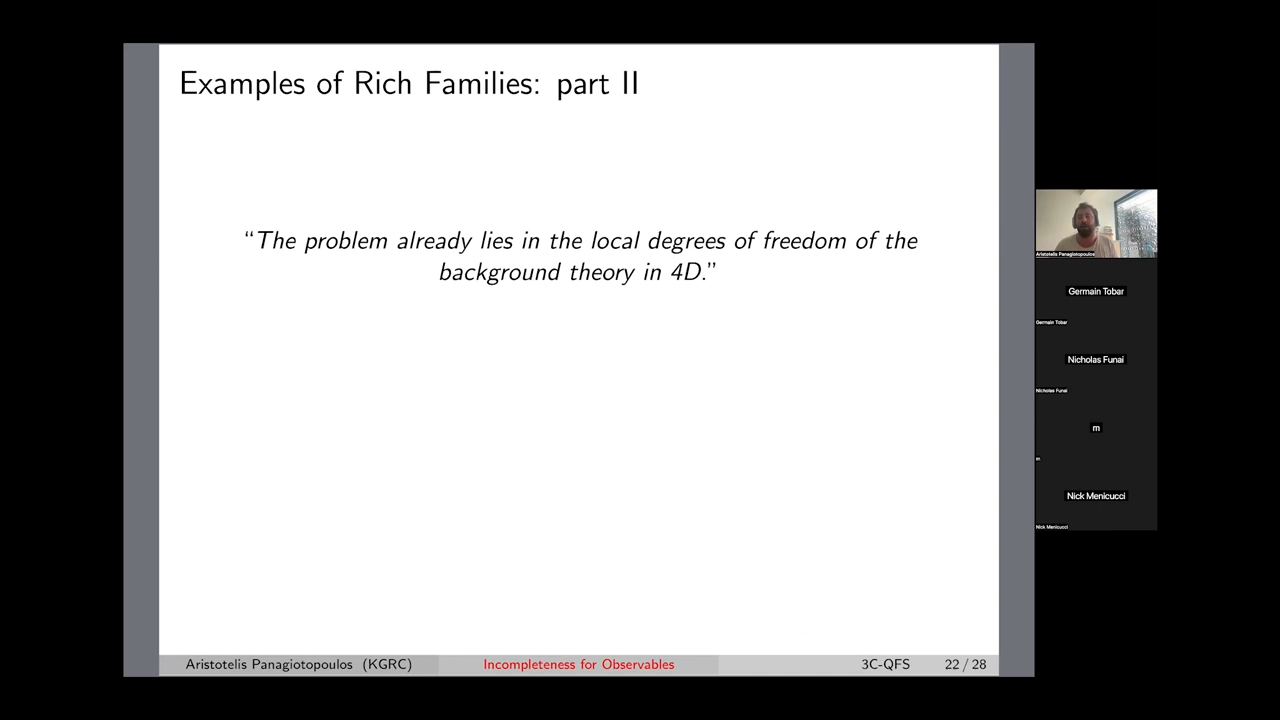 Examples of Rich Families: part II
“The problem already lies in the local degrees of freedom of the
background theory in 4D.”
Aristotelis Panagiotopoulos (KGRC)
Incompleteness for Observables
3C-QFS
22 / 28
Aristotelis Panagiotopoulos
Germain Tobar
Germain Tobar
Nicholas Funai
Nicholas Funai
m
m
Nick Menicucci
Nick Menicucci